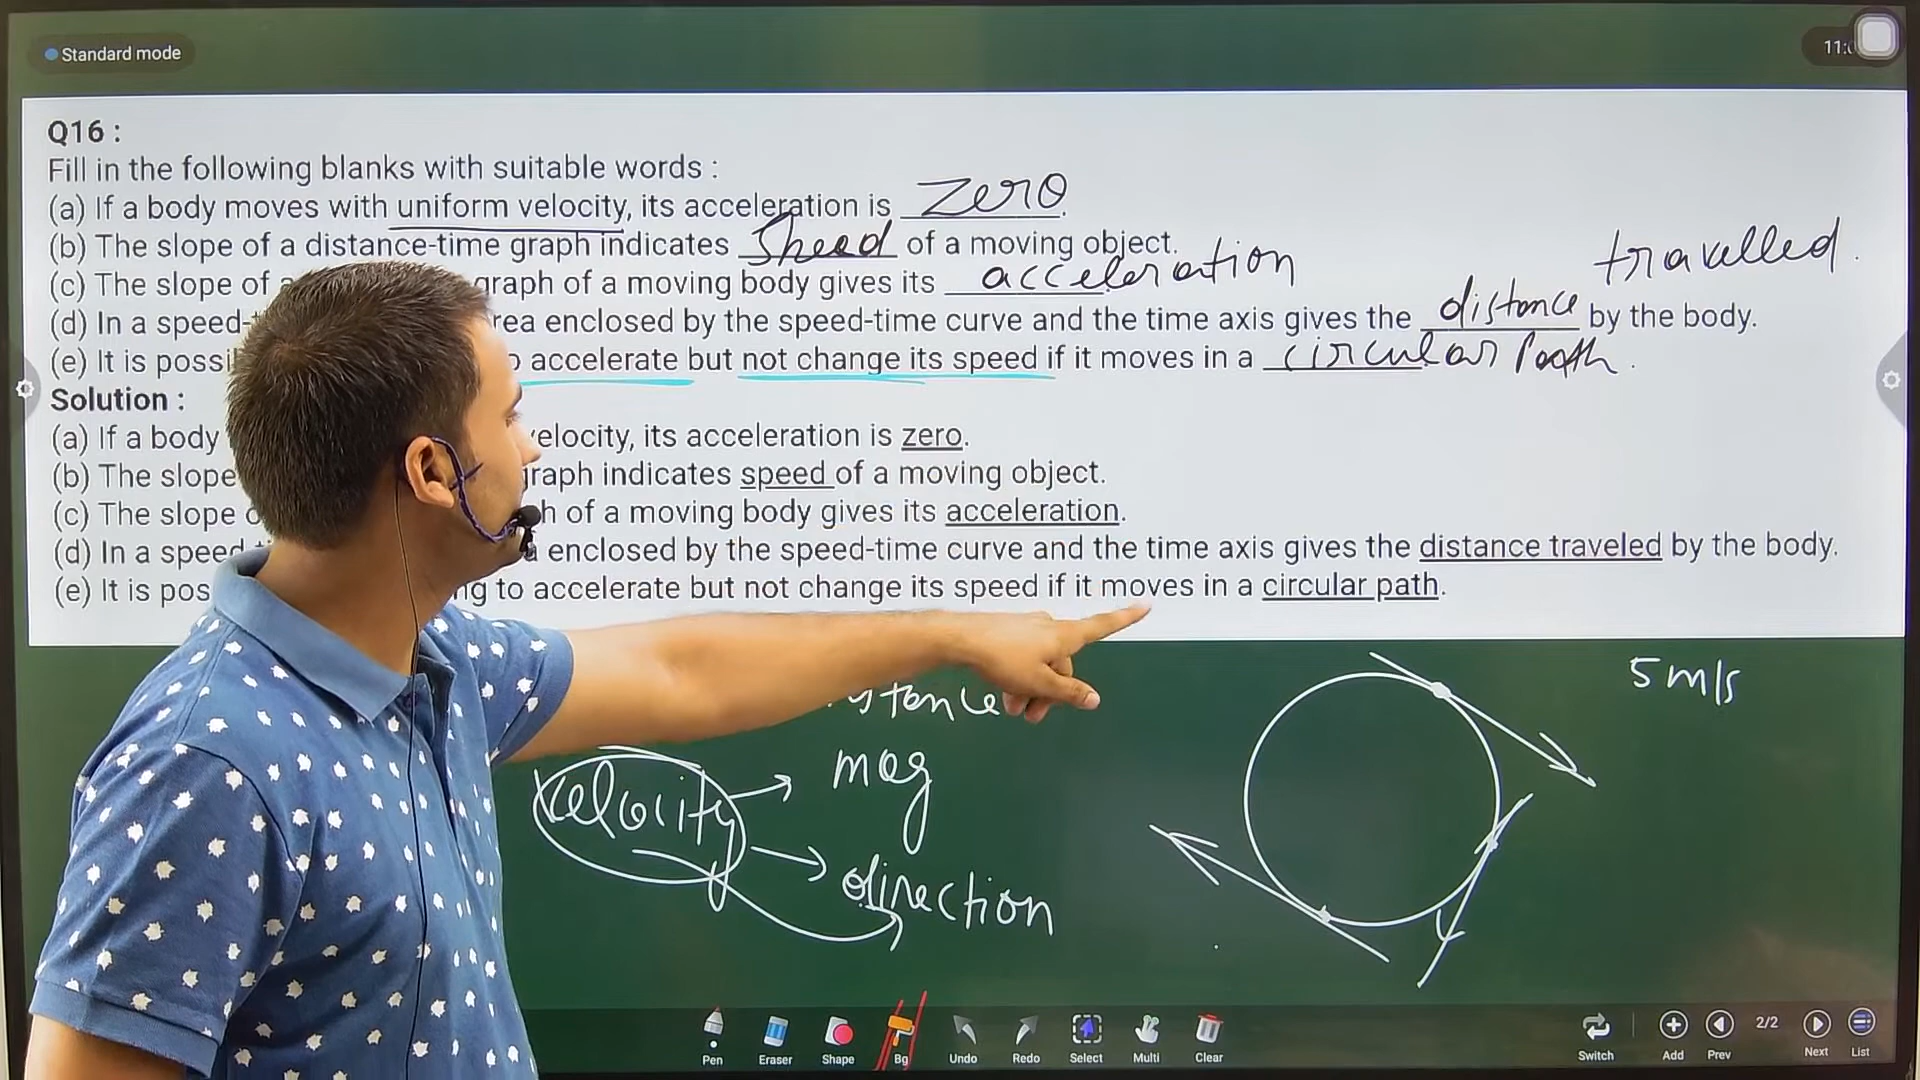 Standard mode
Q16 :
Fill in the following blanks with suitable words :
(a) If a body moves with uniform velocity, its acceleration is zero.
(b) The slope of a distance-time graph indicates Speed of a moving object.
travelled.
(c) The slope of graph of a moving body gives its acceleration
(d) In a speed- enclosed by the speed-time curve and the time axis gives the distance by the body.
(e) It is accelerate but not change its speed if it moves in a circular Path.
Solution :
(a) If a body velocity, its acceleration is zero.
(b) The slope graph indicates speed of a moving object.
(c) The slope of a moving body gives its acceleration.
(d) In a speed enclosed by the speed-time curve and the time axis gives the distance traveled by the body.
(e) It is to accelerate but not change its speed if it moves in a circular path.
5 m/s
mag
velocity
direction
Pen
Eraser
Shape
Bg
Undo
Redo
Select
Multi
Clear
Switch
Add
Prev
2/2
Next
List